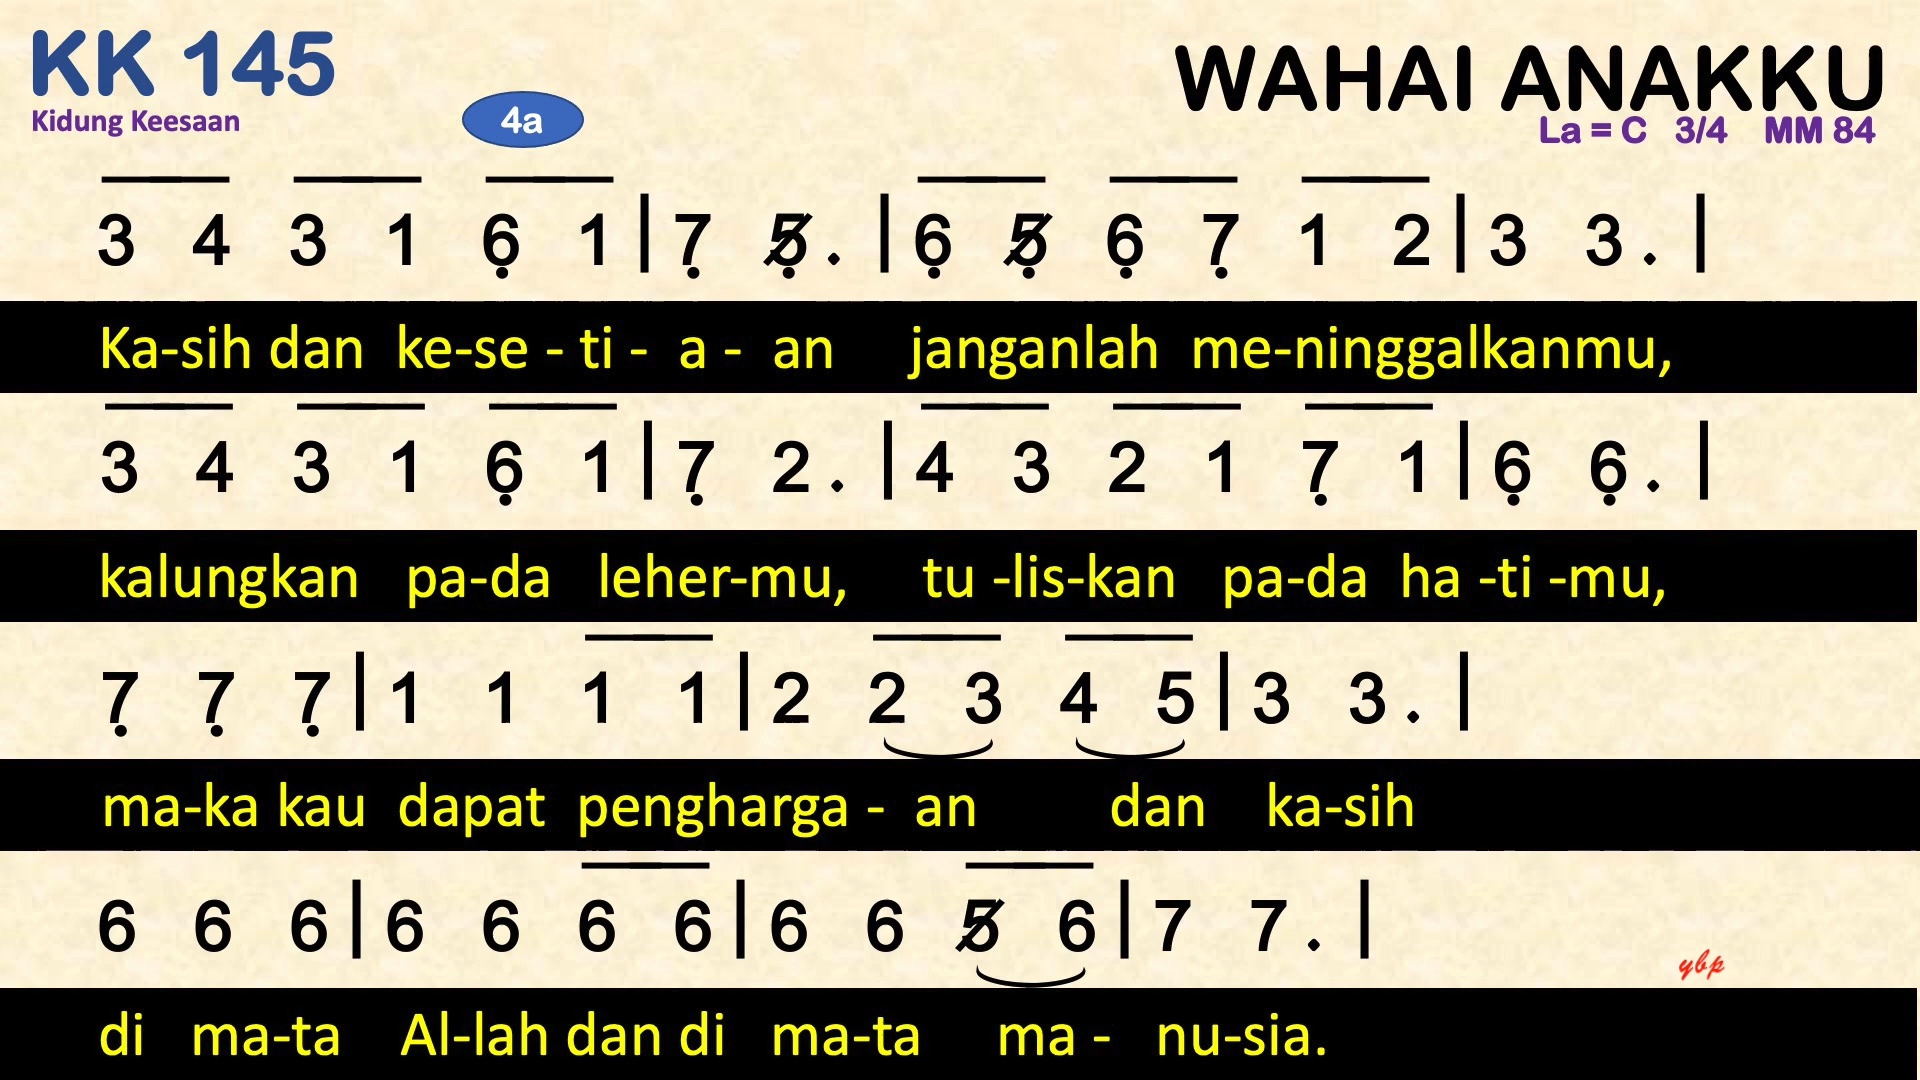 KK 145
WAHAI ANAKKU
Kidung Keesaan
4a
La = C 3/4 MM 84
3 4 3 1 6̣ 1 | 7̣ 5̸̣ . | 6̣ 5̸̣ 6̣ 7̣ 1 2 | 3 3 . |
Ka-sih dan ke-se - ti - a - an janganlah me-ninggalkanmu,
3 4 3 1 6̣ 1 | 7̣ 2 . | 4 3 2 1 7̣ 1 | 6̣ 6̣ . |
kalungkan pa-da leher-mu, tu -lis-kan pa-da ha -ti -mu,
7̣ 7̣ 7̣ | 1 1 1 1 | 2 2 3 4 5 | 3 3 . |
ma-ka kau dapat pengharga - an dan ka-sih
6 6 6 | 6 6 6 6 | 6 6 5̸ 6 | 7 7 . |
ybp
di ma-ta Al-lah dan di ma-ta ma - nu-sia.